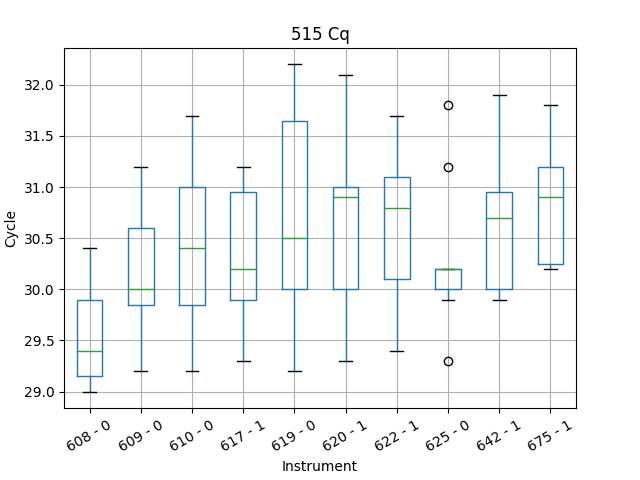 515 Cq
32.0
31.5
31.0
30.5
30.0
29.5
29.0
Cycle
608 - 0
609 - 0
610 - 0
617 - 1
619 - 0
620 - 1
622 - 1
625 - 0
642 - 1
675 - 1
Instrument